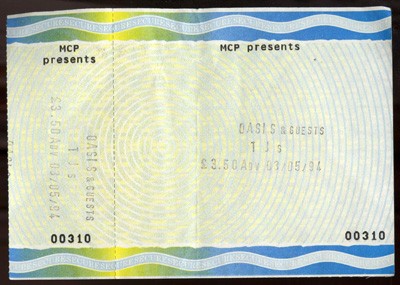 MCP
presents
£3.50 Adv 03/05/94
TJs
OASIS & GUESTS
00310
MCP
presents
OASIS & GUESTS
TJs
£3.50 Adv 03/05/94
00310